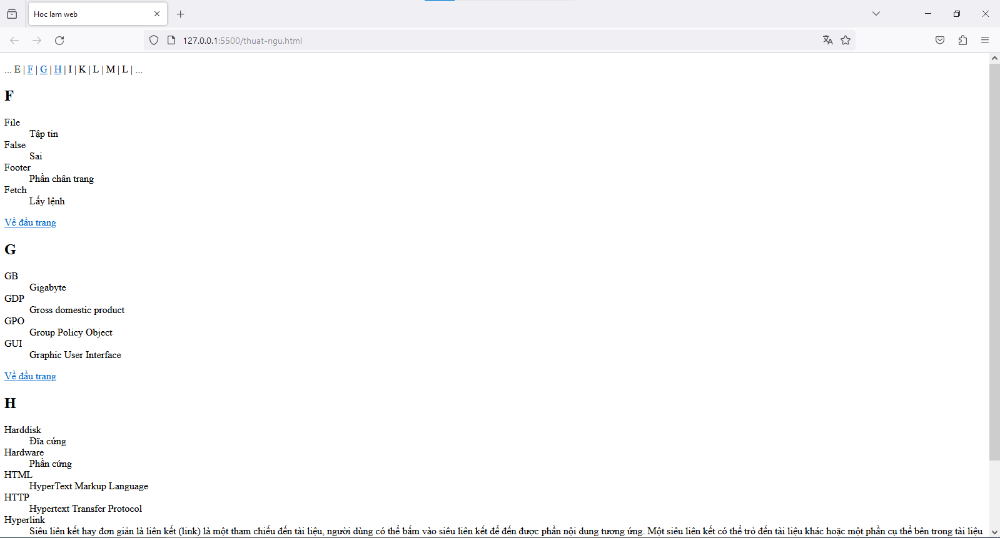 Hoc lam web
127.0.0.1:5500/thuat-ngu.html
... E | F | G | H | I | K | L | M | L | ...
F
File
Tập tin
False
Sai
Footer
Phần chân trang
Fetch
Lấy lệnh
Về đầu trang
G
GB
Gigabyte
GDP
Gross domestic product
GPO
Group Policy Object
GUI
Graphic User Interface
Về đầu trang
H
Harddisk
Đĩa cứng
Hardware
Phần cứng
HTML
HyperText Markup Language
HTTP
Hypertext Transfer Protocol
Hyperlink
Siêu liên kết hay đơn giản là liên kết (link) là một tham chiếu đến tài liệu, người dùng có thể bấm vào siêu liên kết để đến được phần nội dung tương ứng. Một siêu liên kết có thể trỏ đến tài liệu khác hoặc một phần cụ thể bên trong tài liệu